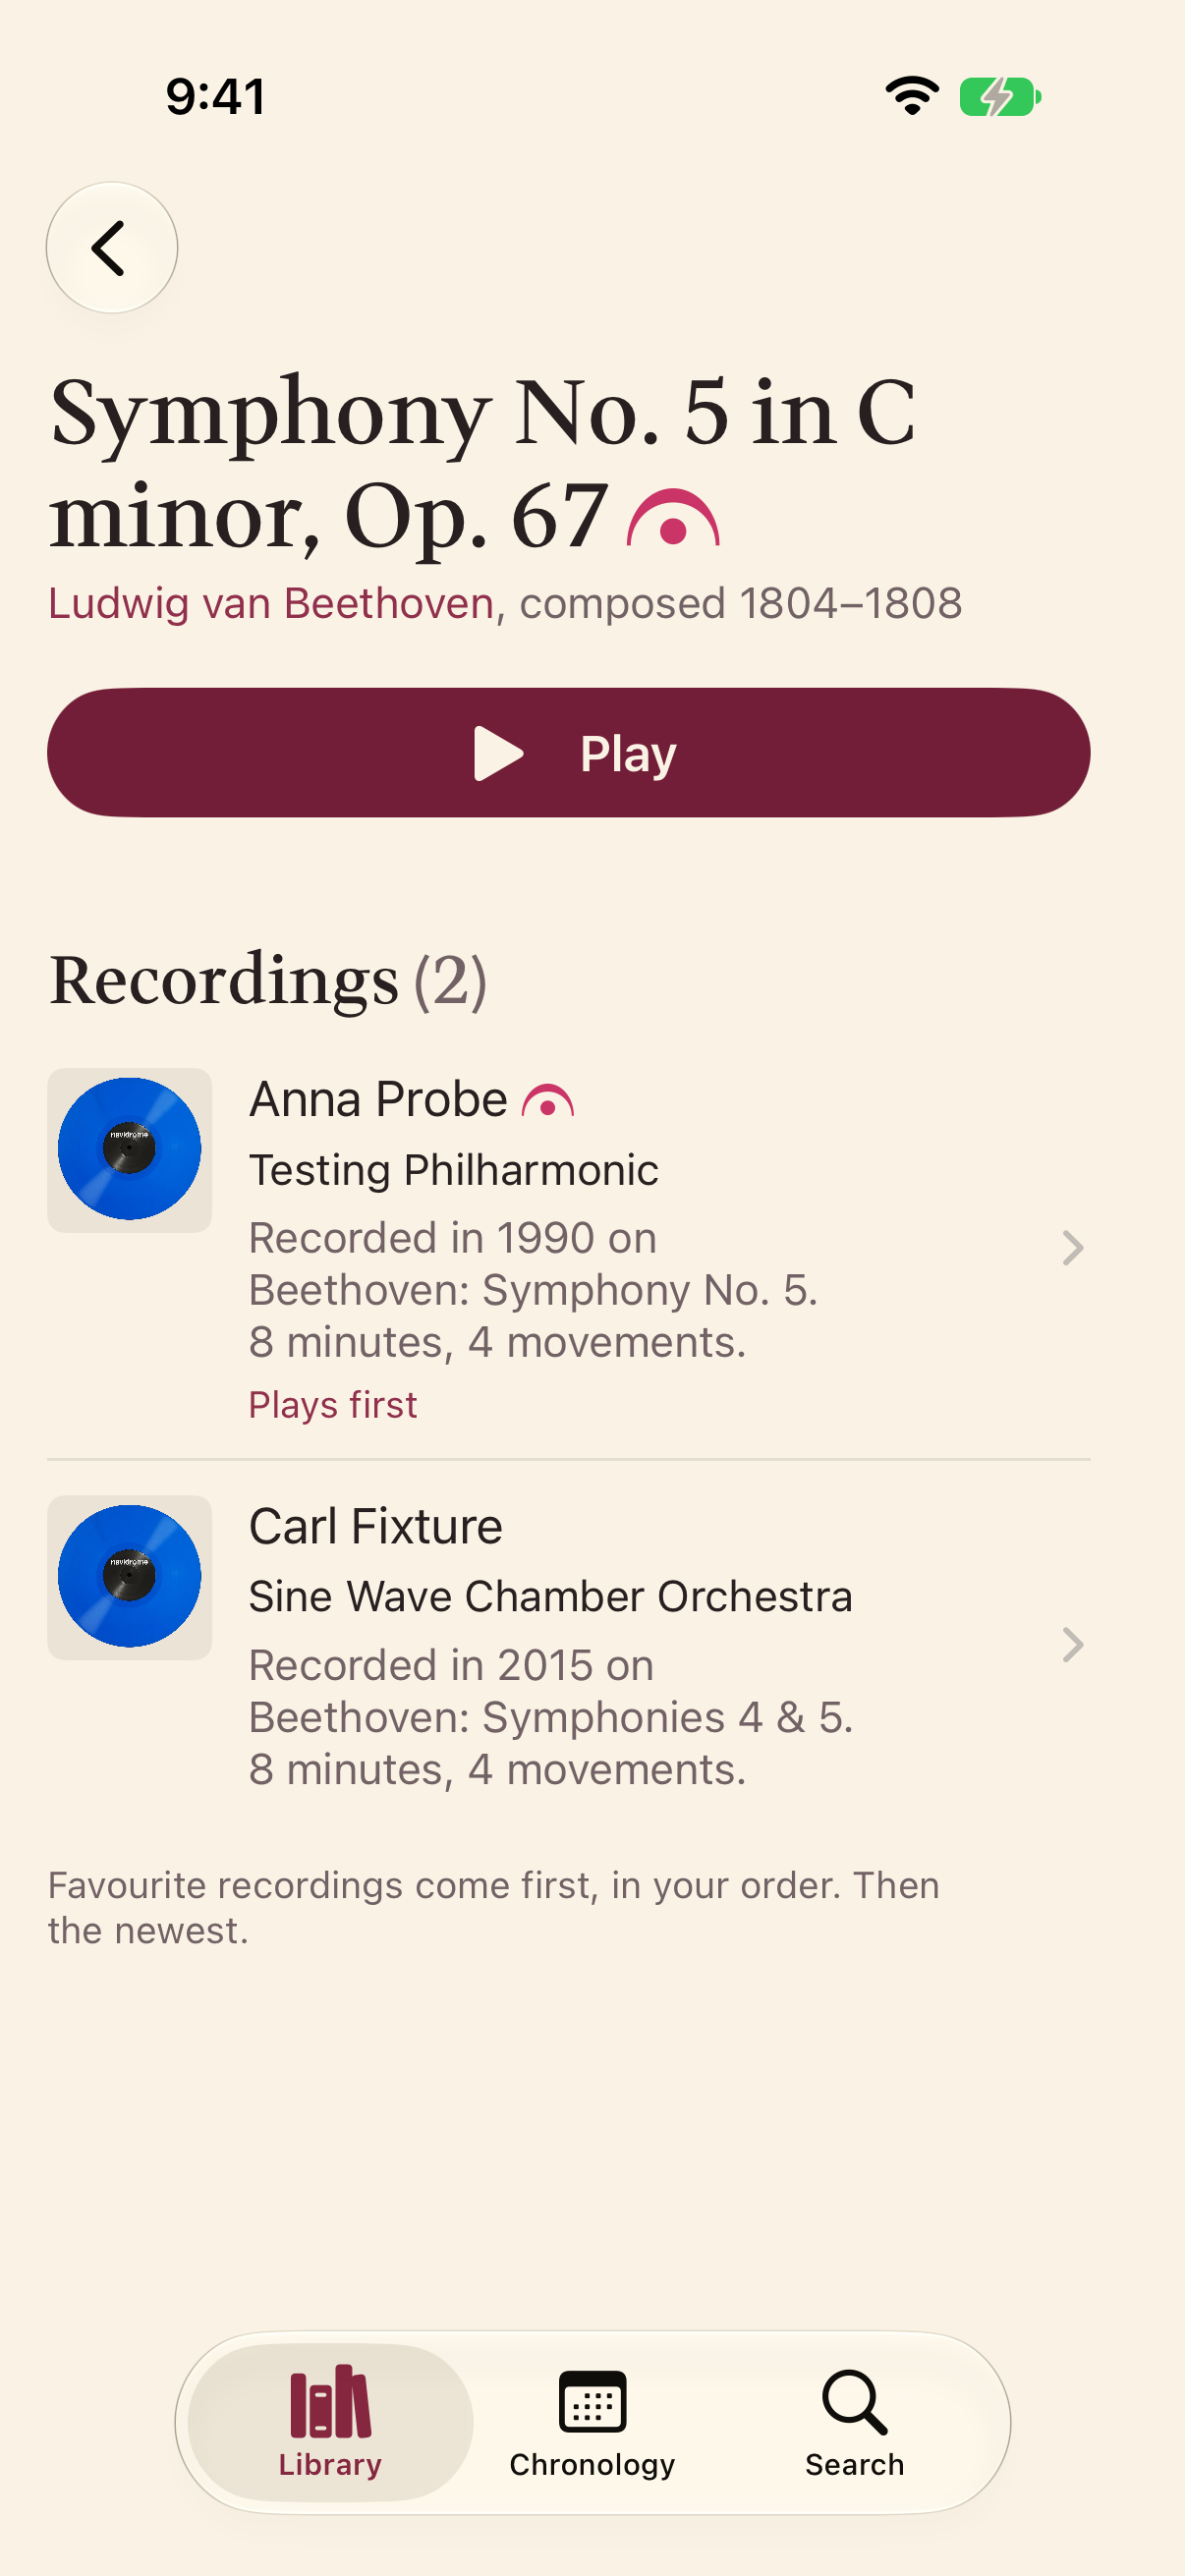 9:41
Symphony No. 5 in C
minor, Op. 67
Ludwig van Beethoven, composed 1804–1808
Play
Recordings (2)
navidrome
Anna Probe
Testing Philharmonic
Recorded in 1990 on
Beethoven: Symphony No. 5.
8 minutes, 4 movements.
Plays first
navidrome
Carl Fixture
Sine Wave Chamber Orchestra
Recorded in 2015 on
Beethoven: Symphonies 4 & 5.
8 minutes, 4 movements.
Favourite recordings come first, in your order. Then
the newest.
Library
Chronology
Search